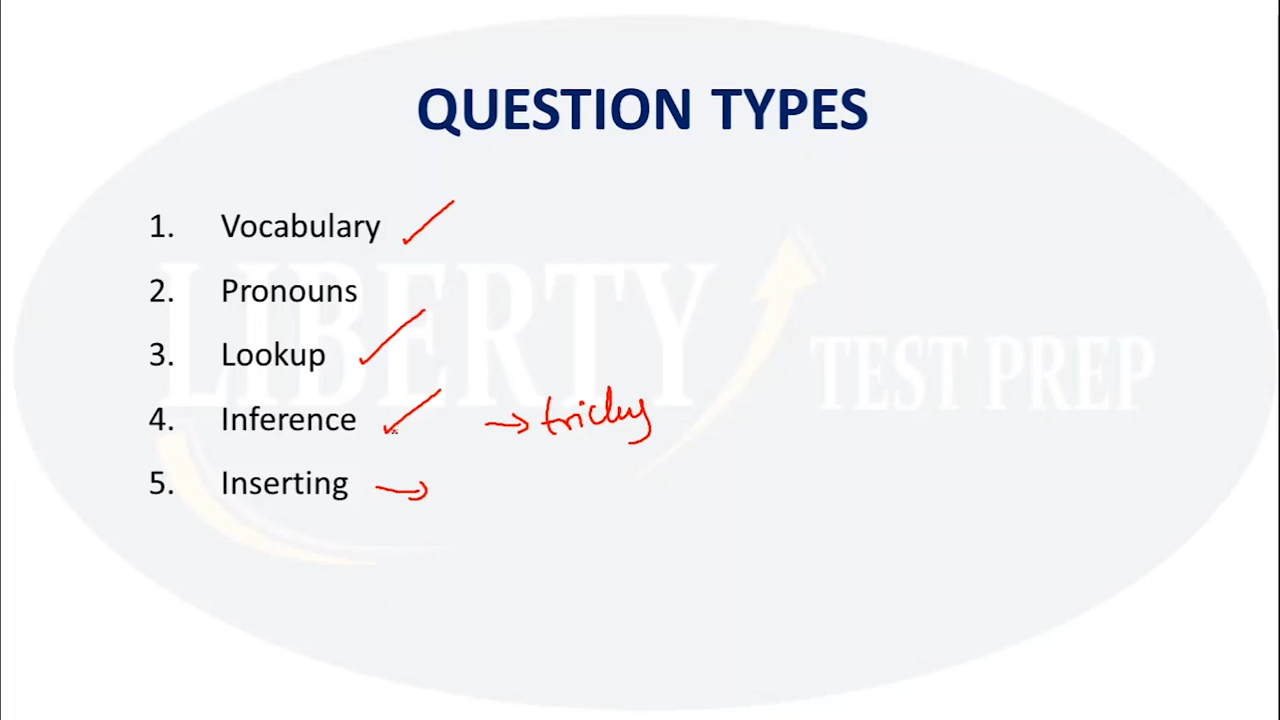 QUESTION TYPES
1. Vocabulary
2. Pronouns
3. Lookup
4. Inference → tricky
5. Inserting →
LIBERTY
TEST PREP